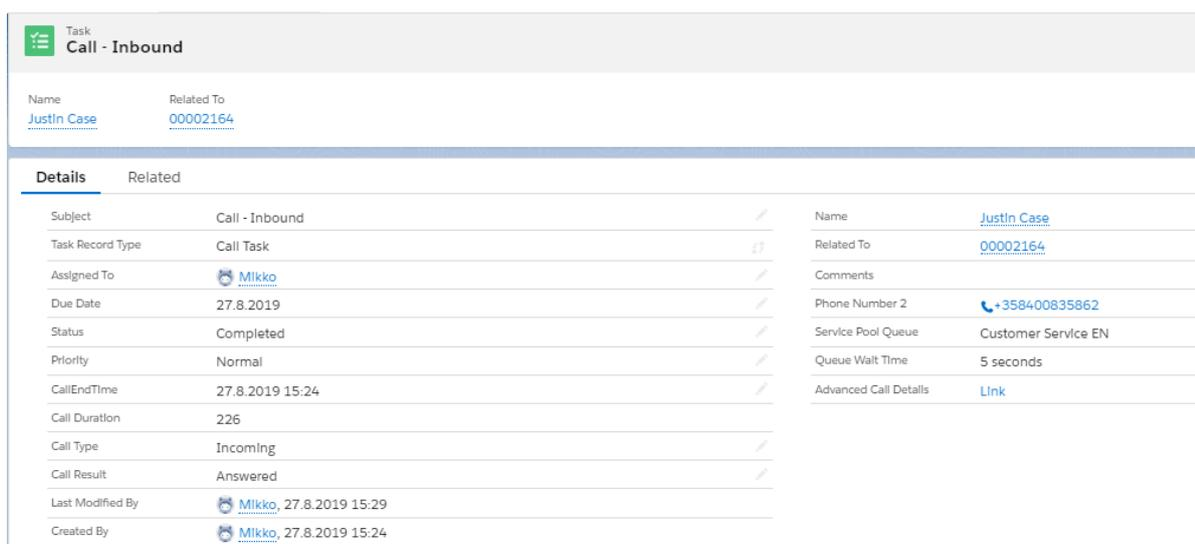 Task
Call - Inbound
Name Related To
Justin Case 00002164
Details Related
Subject Call - Inbound
Task Record Type Call Task
Assigned To Mikko
Due Date 27.8.2019
Status Completed
Priority Normal
CallEndTime 27.8.2019 15:24
Call Duration 226
Call Type Incoming
Call Result Answered
Last Modified By Mikko, 27.8.2019 15:29
Created By Mikko, 27.8.2019 15:24
Name Justin Case
Related To 00002164
Comments
Phone Number 2 +358400835862
Service Pool Queue Customer Service EN
Queue Wait Time 5 seconds
Advanced Call Details Link